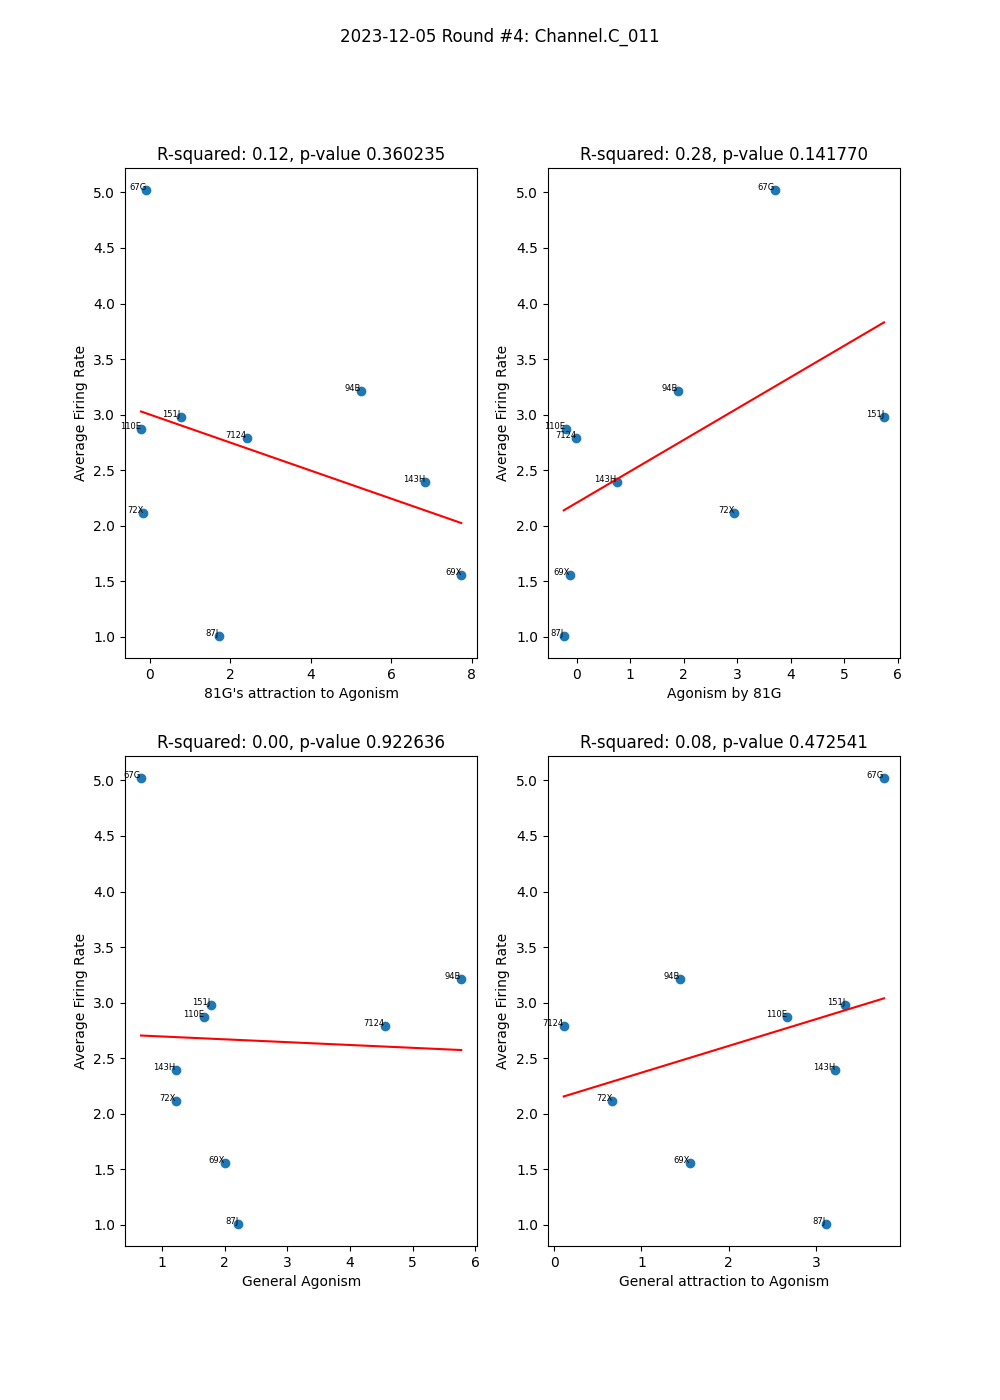 2023-12-05 Round #4: Channel.C_011
R-squared: 0.12, p-value 0.360235
Average Firing Rate
5.0
4.5
4.0
3.5
3.0
2.5
2.0
1.5
1.0
67G
94B
151J
110E
7124
143H
72X
69X
87J
0 2 4 6 8
81G's attraction to Agonism
R-squared: 0.28, p-value 0.141770
Average Firing Rate
5.0
4.5
4.0
3.5
3.0
2.5
2.0
1.5
1.0
67G
94B
151J
110E
7124
143H
72X
69X
87J
0 1 2 3 4 5 6
Agonism by 81G
R-squared: 0.00, p-value 0.922636
Average Firing Rate
5.0
4.5
4.0
3.5
3.0
2.5
2.0
1.5
1.0
67G
94B
151J
110E
7124
143H
72X
69X
87J
1 2 3 4 5 6
General Agonism
R-squared: 0.08, p-value 0.472541
Average Firing Rate
5.0
4.5
4.0
3.5
3.0
2.5
2.0
1.5
1.0
67G
94B
151J
110E
7124
143H
72X
69X
87J
0 1 2 3
General attraction to Agonism